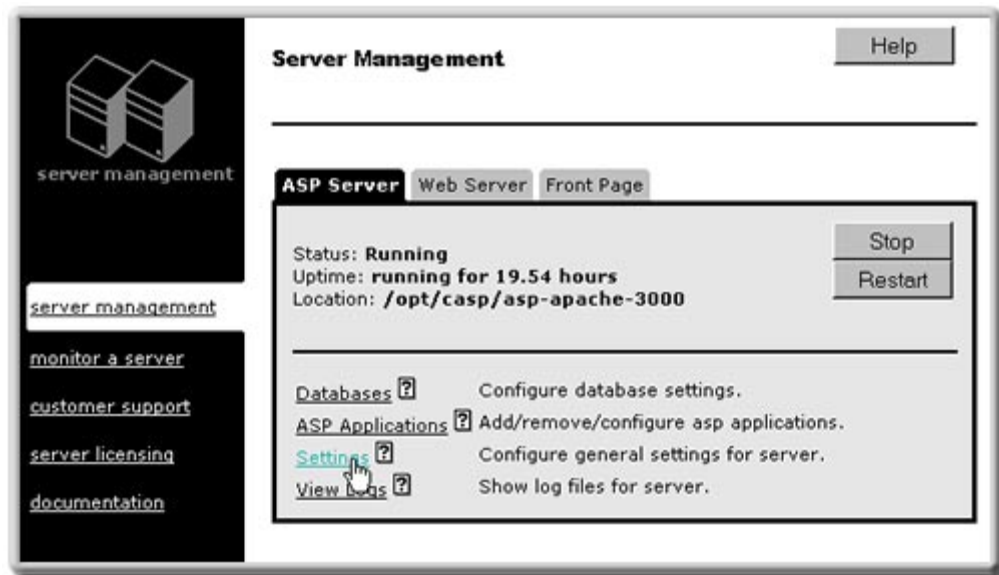 server management
server management
monitor a server
customer support
server licensing
documentation
Server Management
Help
ASP Server Web Server Front Page
Status: Running
Uptime: running for 19.54 hours
Location: /opt/casp/asp-apache-3000
Stop
Restart
Databases ? Configure database settings.
ASP Applications ? Add/remove/configure asp applications.
Settings ? Configure general settings for server.
View Logs ? Show log files for server.